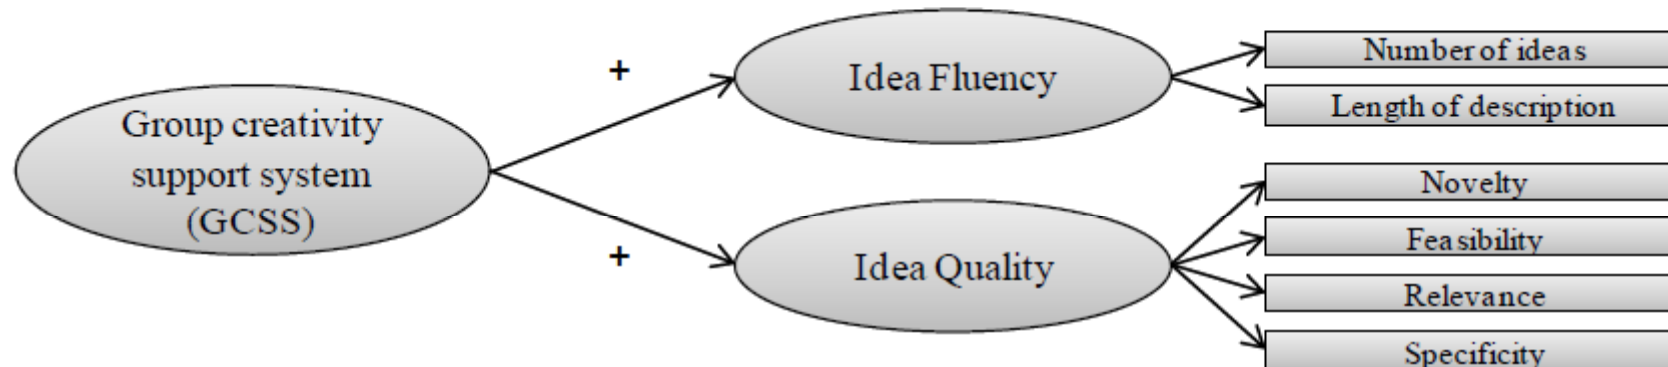 Group creativity
support system
(GCSS)
+
+
Idea Fluency
Idea Quality
Number of ideas
Length of description
Novelty
Feasibility
Relevance
Specificity